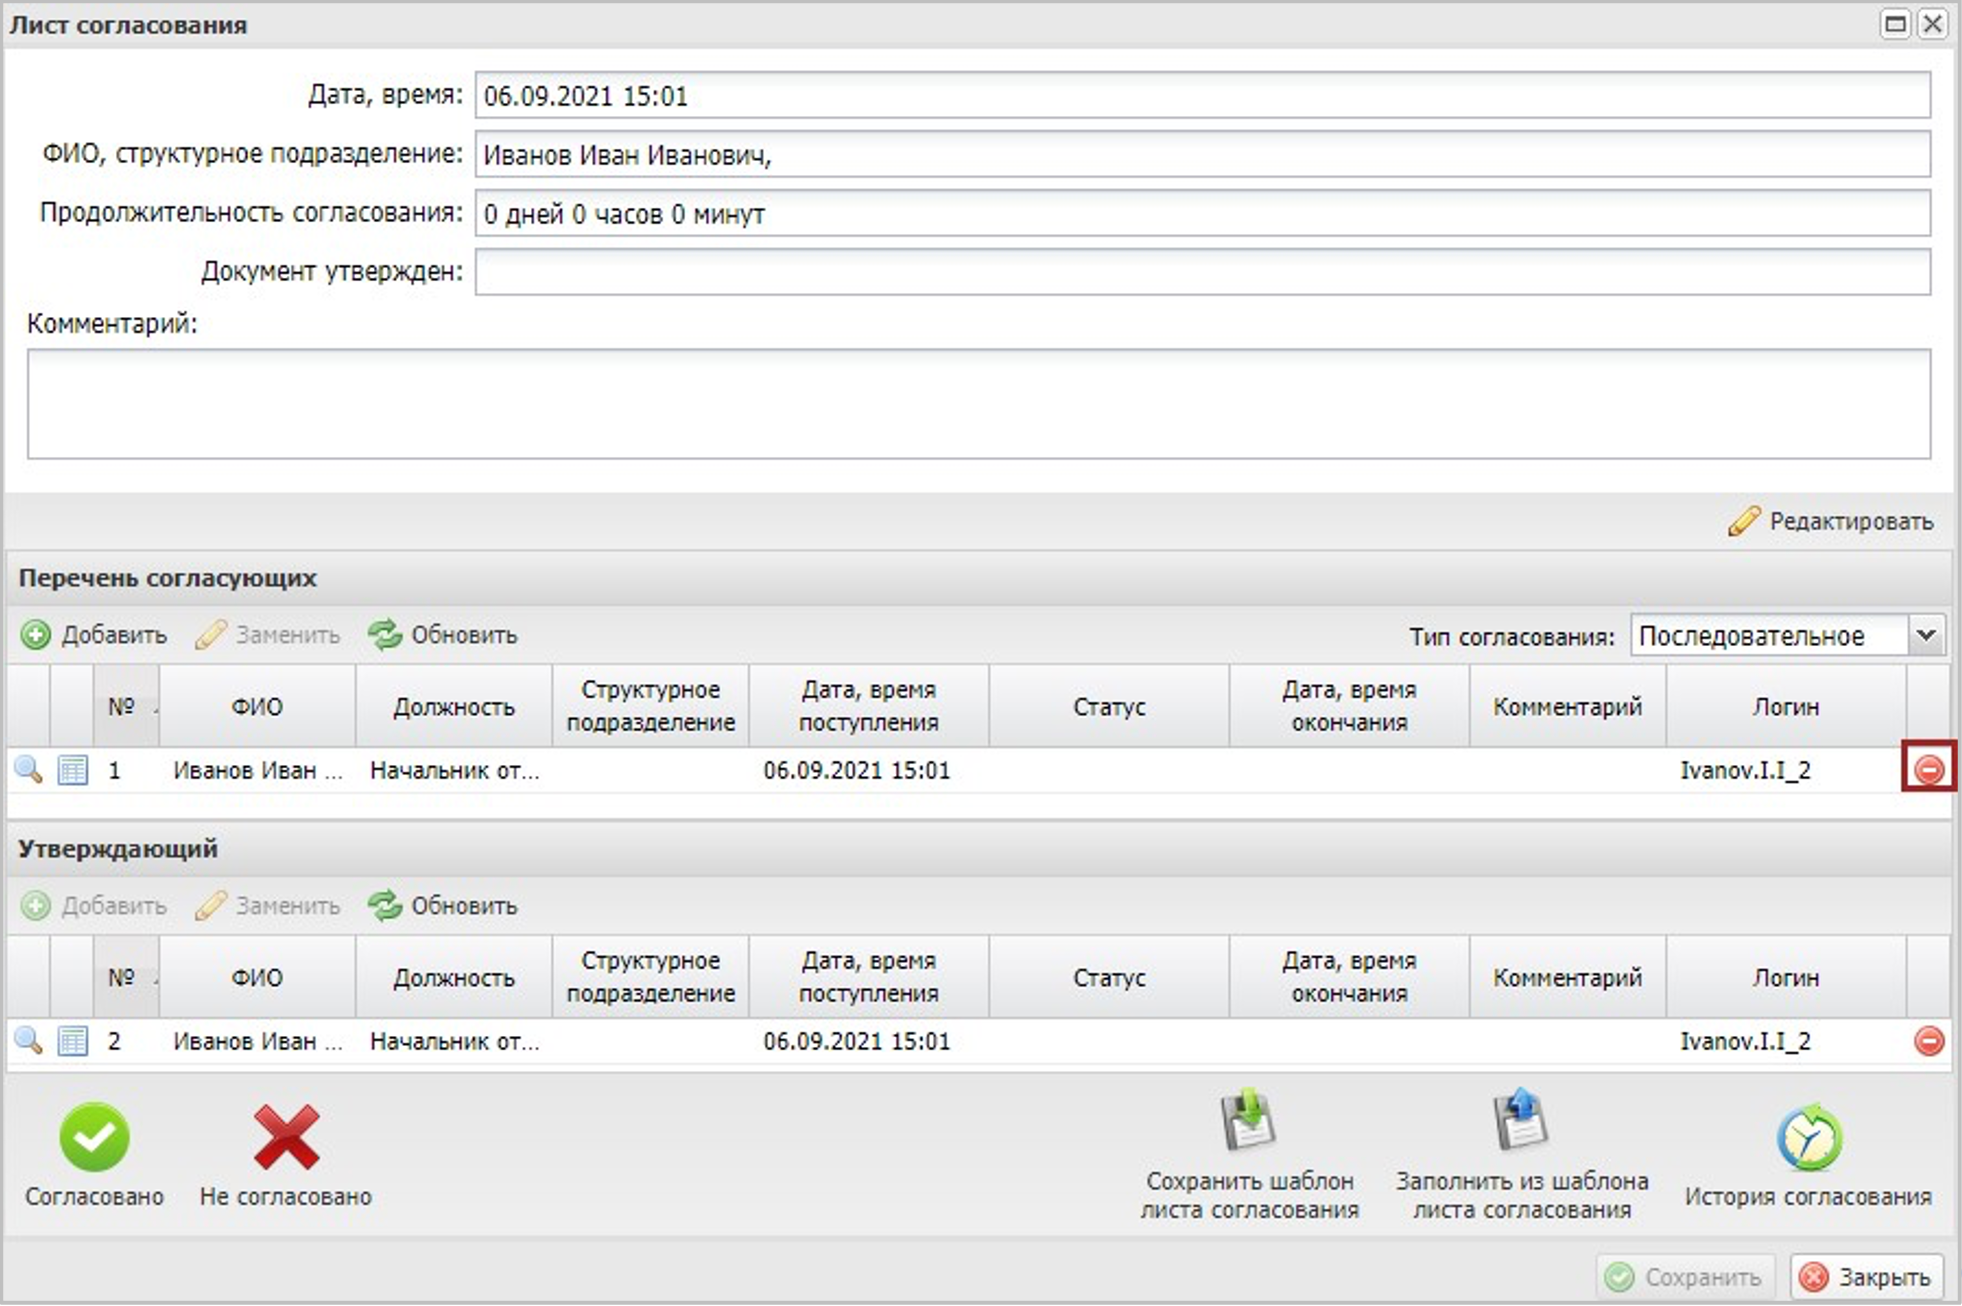 Лист согласования
Дата, время: 06.09.2021 15:01
ФИО, структурное подразделение: Иванов Иван Иванович,
Продолжительность согласования: 0 дней 0 часов 0 минут
Документ утвержден:
Комментарий:
Редактировать
Перечень согласующих
Добавить Заменить Обновить Тип согласования: Последовательное
№ ФИО Должность Структурное подразделение Дата, время поступления Статус Дата, время окончания Комментарий Логин
1 Иванов Иван ... Начальник от... 06.09.2021 15:01 Ivanov.I.I_2
Утверждающий
Добавить Заменить Обновить
№ ФИО Должность Структурное подразделение Дата, время поступления Статус Дата, время окончания Комментарий Логин
2 Иванов Иван ... Начальник от... 06.09.2021 15:01 Ivanov.I.I_2
Согласовано
Не согласовано
Сохранить шаблон
листа согласования
Заполнить из шаблона
листа согласования
История согласования
Сохранить Закрыть